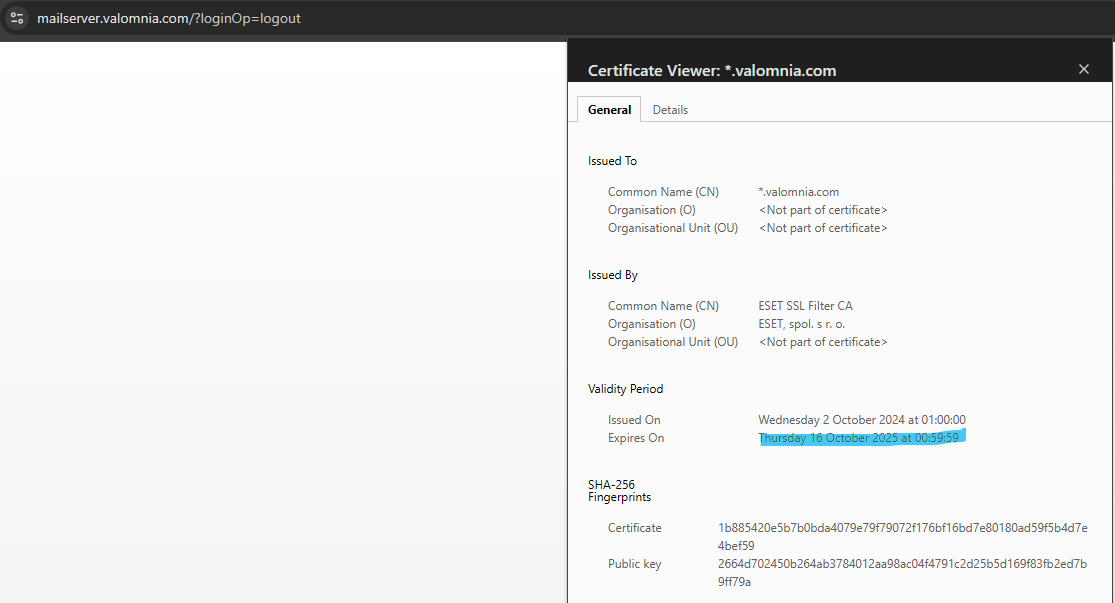 mailserver.valomnia.com/?loginOp=logout
Certificate Viewer: *.valomnia.com
General Details
Issued To
Common Name (CN) *.valomnia.com
Organisation (O) <Not part of certificate>
Organisational Unit (OU) <Not part of certificate>
Issued By
Common Name (CN) ESET SSL Filter CA
Organisation (O) ESET, spol. s r. o.
Organisational Unit (OU) <Not part of certificate>
Validity Period
Issued On Wednesday 2 October 2024 at 01:00:00
Expires On Thursday 16 October 2025 at 00:59:59
SHA-256
Fingerprints
Certificate 1b885420e5b7b0bda4079e79f79072f176bf16bd7e80180ad59f5b4d7e
4bef59
Public key 2664d702450b264ab3784012aa98ac04f4791c2d25b5d169f83fb2ed7b
9ff79a